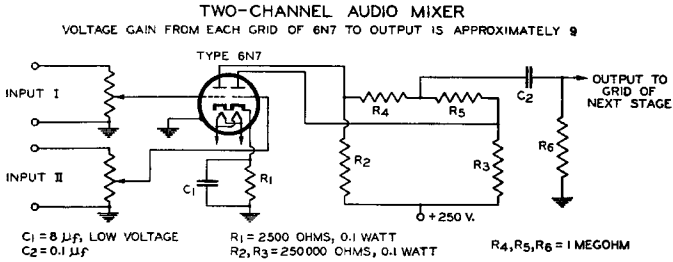 TWO-CHANNEL AUDIO MIXER
VOLTAGE GAIN FROM EACH GRID OF 6N7 TO OUTPUT IS APPROXIMATELY 9
TYPE 6N7
INPUT I
INPUT II
C1
R1
R2
R4
R5
R3
C2
R6
OUTPUT TO
GRID OF
NEXT STAGE
+250 V.
C1 = 8 μf, LOW VOLTAGE
C2 = 0.1 μf
R1 = 2500 OHMS, 0.1 WATT
R2, R3 = 250000 OHMS, 0.1 WATT
R4, R5, R6 = 1 MEGOHM